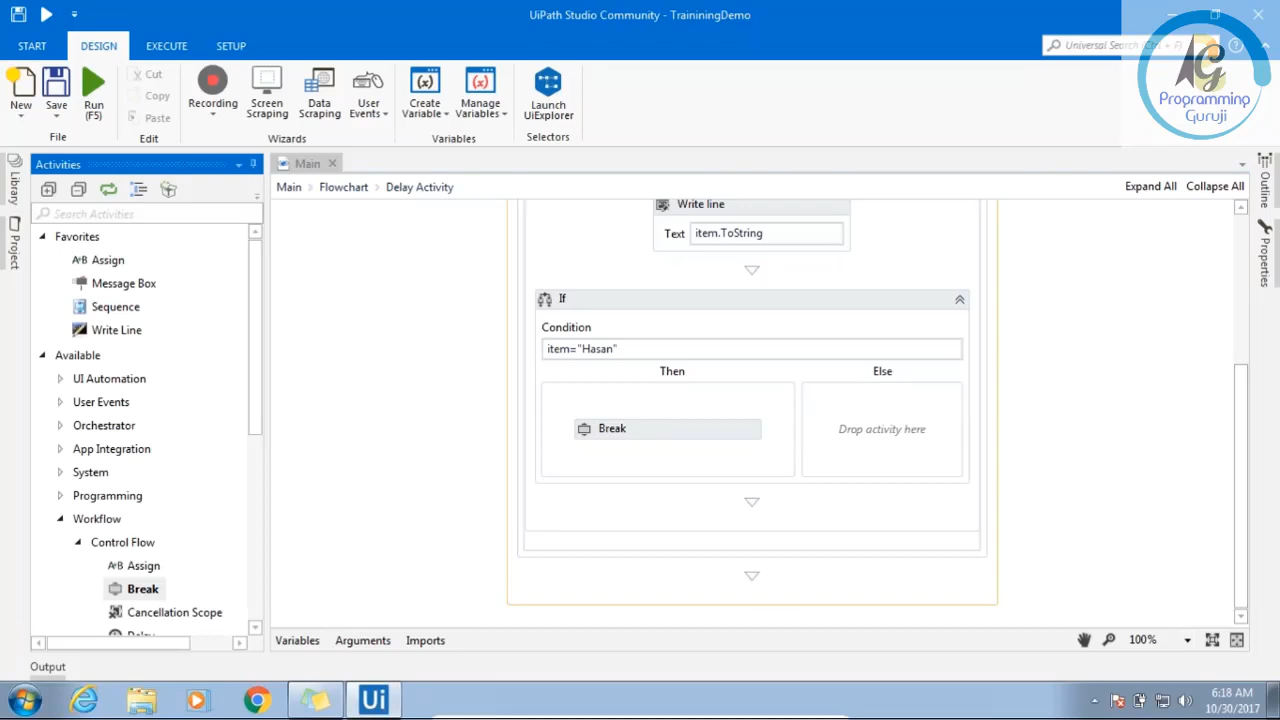 UiPath Studio Community - TraininingDemo
START DESIGN EXECUTE SETUP
Universal Search (Ctrl + F)
New Save Run (F5)
Cut
Copy
Paste
Recording Screen Scraping Data Scraping User Events
Create Variable Manage Variables
Launch UiExplorer
File Edit Wizards Variables Selectors
AG
Programming
Guruji
Library
Project
Activities
Search Activities
Favorites
Assign
Message Box
Sequence
Write Line
Available
UI Automation
User Events
Orchestrator
App Integration
System
Programming
Workflow
Control Flow
Assign
Break
Cancellation Scope
Delay
Main
Main > Flowchart > Delay Activity
Expand All Collapse All
Write line
Text item.ToString
If
Condition
item="Hasan"
Then Else
Break
Drop activity here
Outline
Properties
Variables Arguments Imports
100%
Output
Ui
6:18 AM
10/30/2017